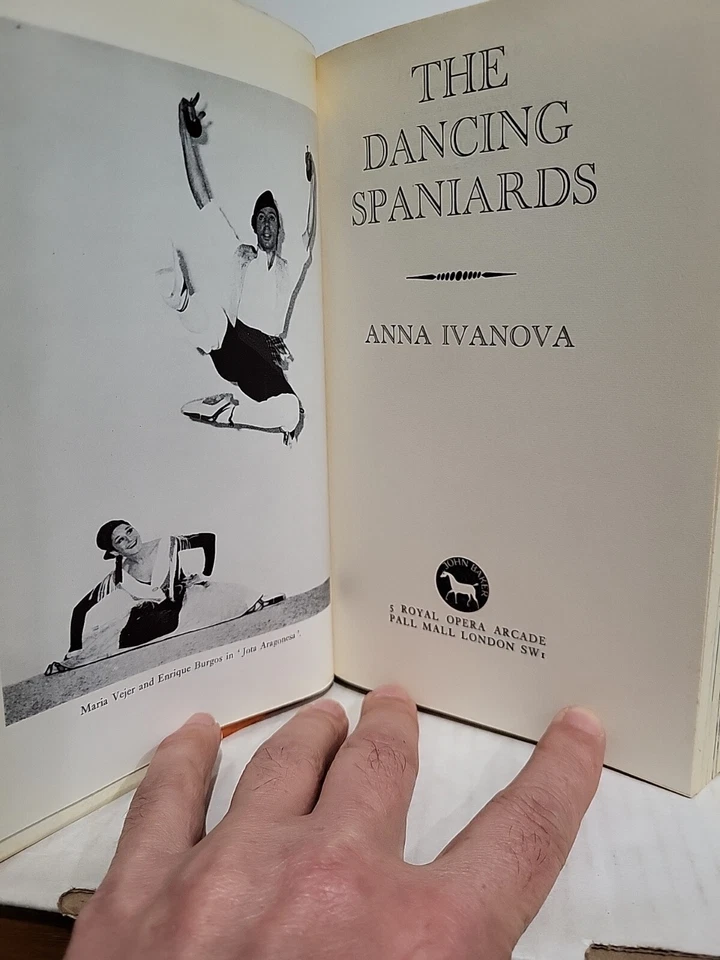 Maria Vejer and Enrique Burgos in 'Jota Aragonesa'.
THE
DANCING
SPANIARDS
ANNA IVANOVA
JOHN BAKER
5 ROYAL OPERA ARCADE
PALL MALL LONDON SW1